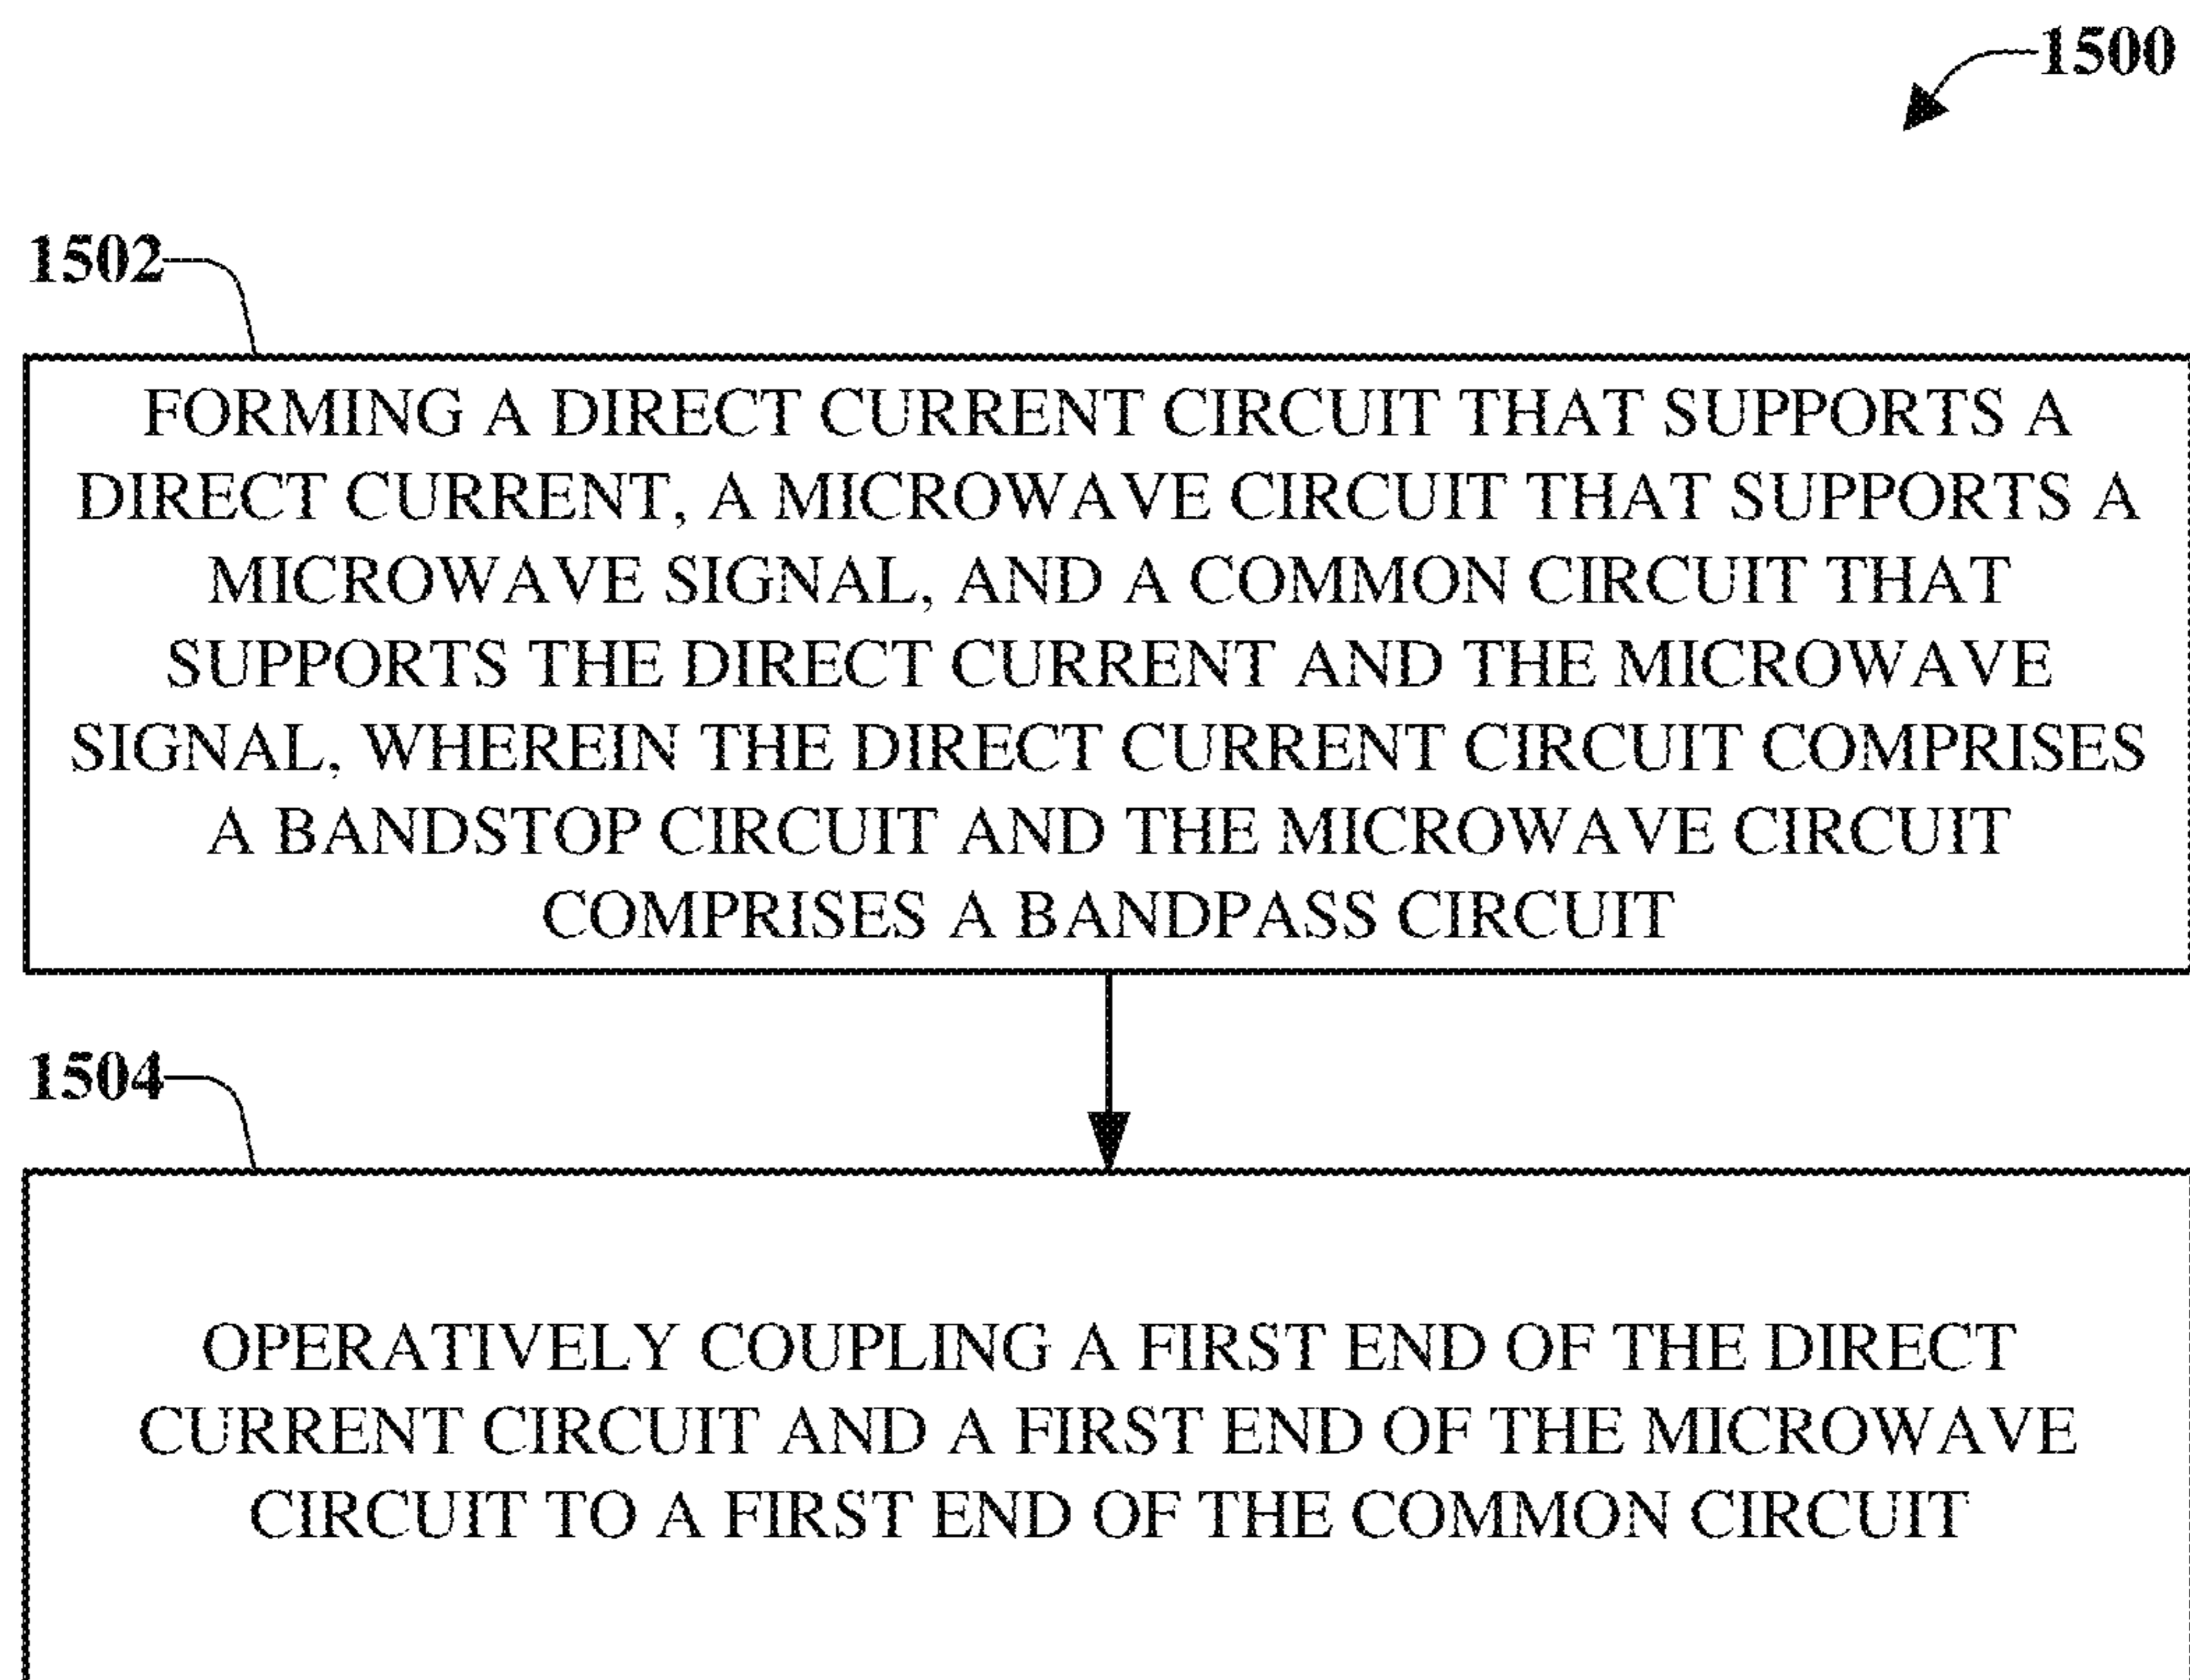 1500
1502
FORMING A DIRECT CURRENT CIRCUIT THAT SUPPORTS A
DIRECT CURRENT, A MICROWAVE CIRCUIT THAT SUPPORTS A
MICROWAVE SIGNAL, AND A COMMON CIRCUIT THAT
SUPPORTS THE DIRECT CURRENT AND THE MICROWAVE
SIGNAL, WHEREIN THE DIRECT CURRENT CIRCUIT COMPRISES
A BANDSTOP CIRCUIT AND THE MICROWAVE CIRCUIT
COMPRISES A BANDPASS CIRCUIT
1504
OPERATIVELY COUPLING A FIRST END OF THE DIRECT
CURRENT CIRCUIT AND A FIRST END OF THE MICROWAVE
CIRCUIT TO A FIRST END OF THE COMMON CIRCUIT